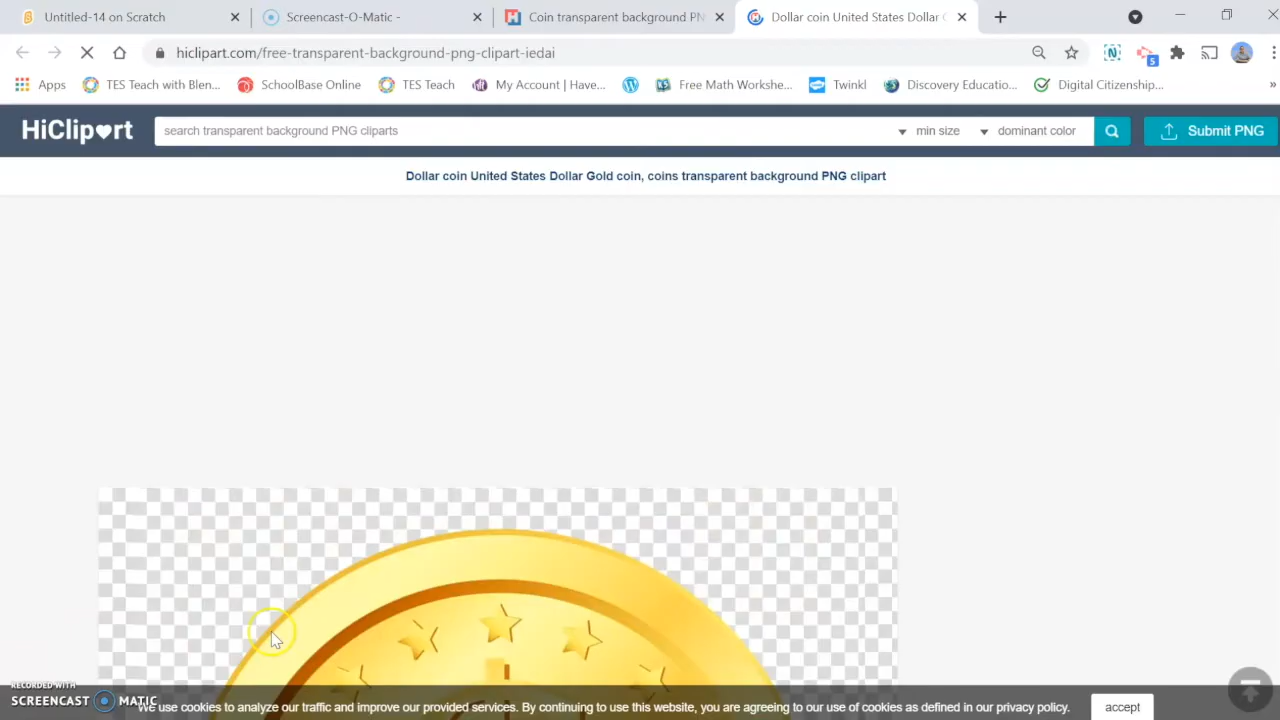 Untitled-14 on Scratch
Screencast-O-Matic -
Coin transparent background PN
Dollar coin United States Dollar G
hiclipart.com/free-transparent-background-png-clipart-iedai
5
Apps
TES Teach with Blen...
SchoolBase Online
TES Teach
My Account | Have...
Free Math Workshe...
Twinkl
Discovery Educatio...
Digital Citizenship...
»
HiClipart
search transparent background PNG cliparts
min size
dominant color
Submit PNG
Dollar coin United States Dollar Gold coin, coins transparent background PNG clipart
RECORDED WITH
SCREENCAST MATIC
We use cookies to analyze our traffic and improve our provided services. By continuing to use this website, you are agreeing to our use of cookies as defined in our privacy policy.
accept